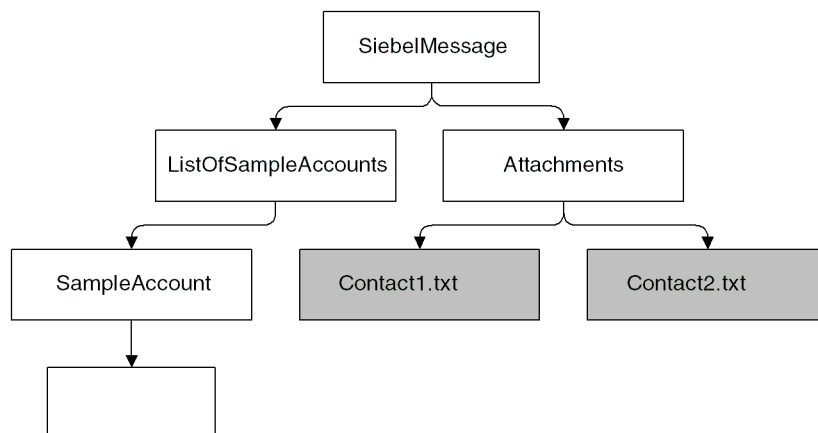 SiebelMessage
ListOfSampleAccounts
Attachments
SampleAccount
Contact1.txt
Contact2.txt